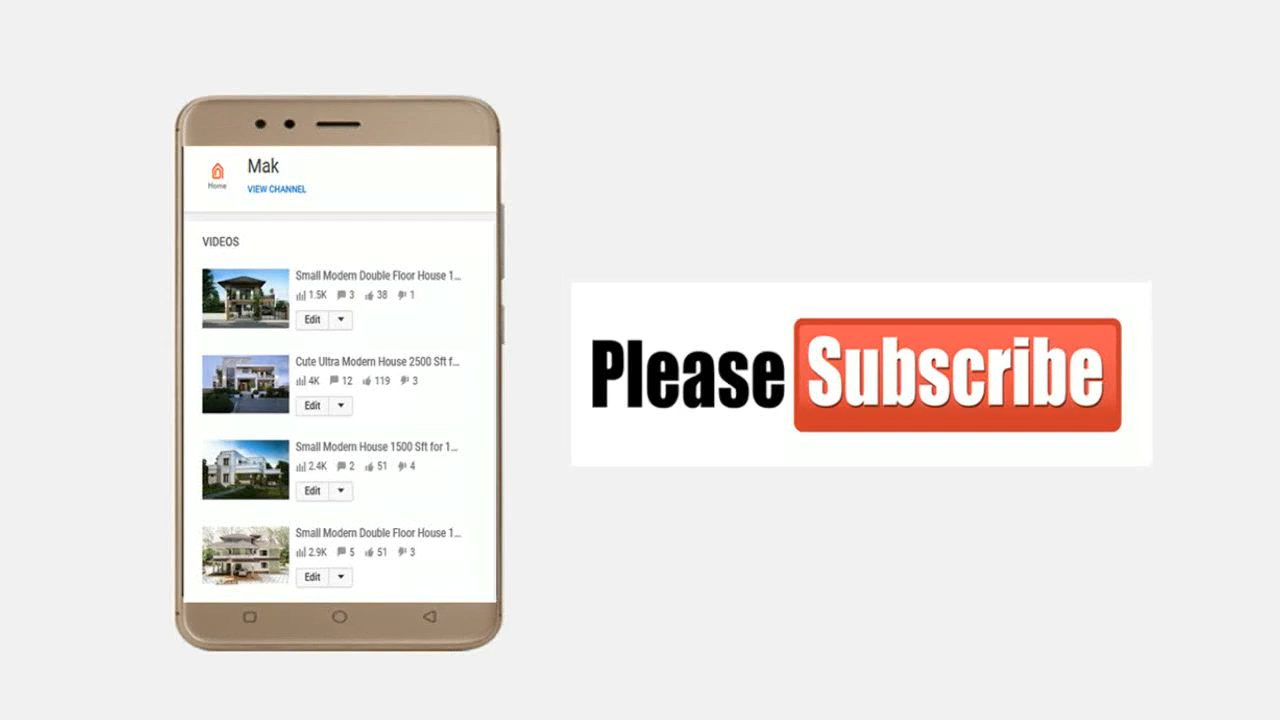 Mak
Home
VIEW CHANNEL
VIDEOS
Small Modern Double Floor House 1...
1.5K 3 38 1
Edit
Cute Ultra Modern House 2500 Sft f...
4K 12 119 3
Edit
Small Modern House 1500 Sft for 1...
2.4K 2 51 4
Edit
Small Modern Double Floor House 1...
2.9K 5 51 3
Edit
Please Subscribe